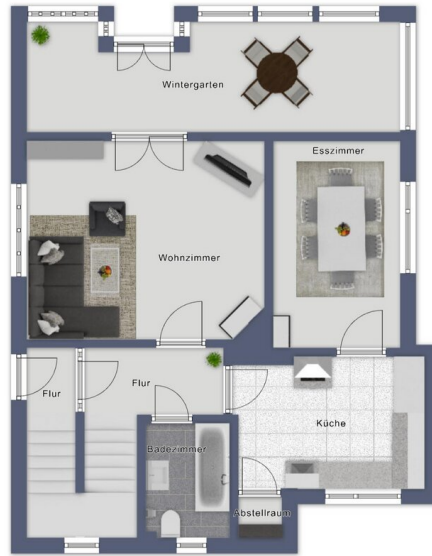 Wintergarten
Esszimmer
Wohnzimmer
Flur
Flur
Küche
Badezimmer
Abstellraum